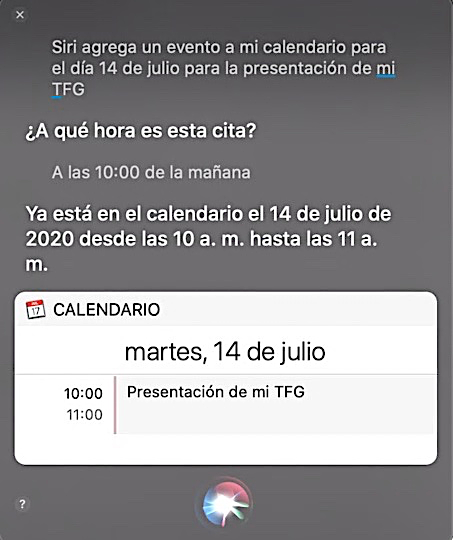 Siri agrega un evento a mi calendario para
el día 14 de julio para la presentación de mi
TFG
¿A qué hora es esta cita?
A las 10:00 de la mañana
Ya está en el calendario el 14 de julio de
2020 desde las 10 a. m. hasta las 11 a.
m.
CALENDARIO
martes, 14 de julio
10:00 Presentación de mi TFG
11:00
?